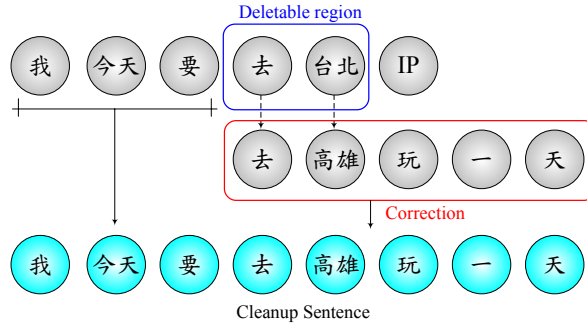 Deletable region
我 今天 要 去 台北 IP
去 高雄 玩 一 天
Correction
我 今天 要 去 高雄 玩 一 天
Cleanup Sentence